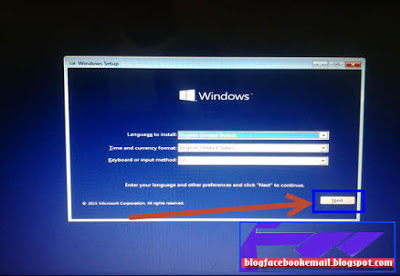 Windows Setup
Windows
Language to install: English (United States)
Time and currency format: English (United States)
Keyboard or input method: US
Enter your language and other preferences and click "Next" to continue.
© 2015 Microsoft Corporation. All rights reserved.
Next
blogfacebookemail.blogspot.com